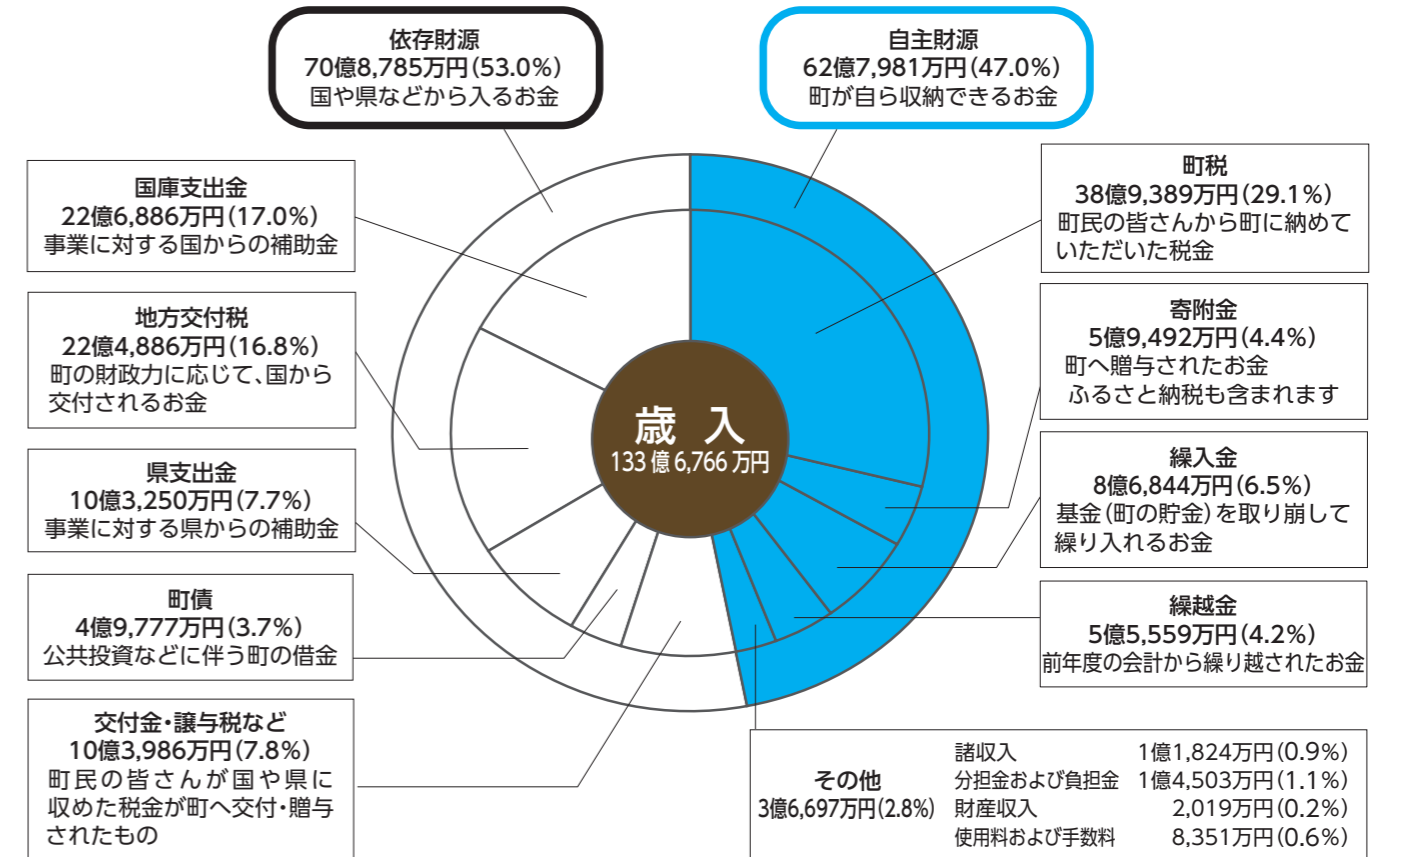 依存財源
70億8,785万円(53.0%)
国や県などから入るお金
自主財源
62億7,981万円(47.0%)
町が自ら収納できるお金
国庫支出金
22億6,886万円(17.0%)
事業に対する国からの補助金
地方交付税
22億4,886万円(16.8%)
町の財政力に応じて、国から
交付されるお金
県支出金
10億3,250万円(7.7%)
事業に対する県からの補助金
町債
4億9,777万円(3.7%)
公共投資などに伴う町の借金
交付金・譲与税など
10億3,986万円(7.8%)
町民の皆さんが国や県に
収めた税金が町へ交付・贈与
されたもの
歳入
133億6,766万円
町税
38億9,389万円(29.1%)
町民の皆さんから町に納めて
いただいた税金
寄附金
5億9,492万円(4.4%)
町へ贈与されたお金
ふるさと納税も含まれます
繰入金
8億6,844万円(6.5%)
基金(町の貯金)を取り崩して
繰り入れるお金
繰越金
5億5,559万円(4.2%)
前年度の会計から繰り越されたお金
その他
3億6,697万円(2.8%)
諸収入 1億1,824万円(0.9%)
分担金および負担金 1億4,503万円(1.1%)
財産収入 2,019万円(0.2%)
使用料および手数料 8,351万円(0.6%)